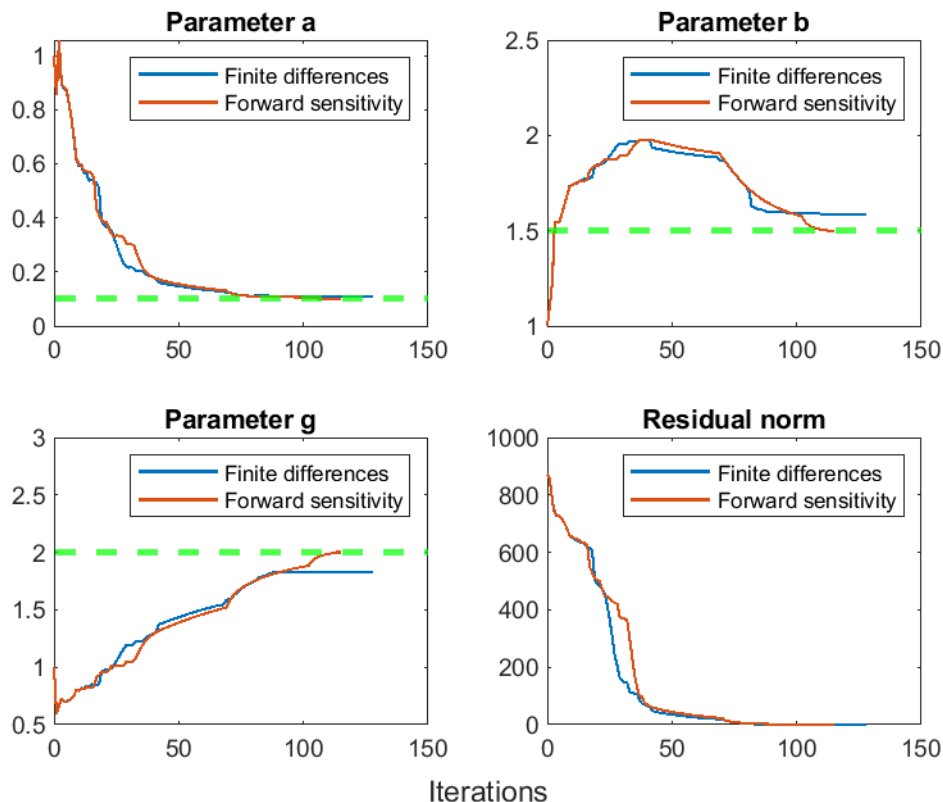 Parameter a
1
0.8
0.6
0.4
0.2
0
0
50
100
150
Finite differences
Forward sensitivity
Parameter b
2.5
2
1.5
1
0
50
100
150
Finite differences
Forward sensitivity
Parameter g
3
2.5
2
1.5
1
0.5
0
50
100
150
Finite differences
Forward sensitivity
Residual norm
1000
800
600
400
200
0
0
50
100
150
Finite differences
Forward sensitivity
Iterations